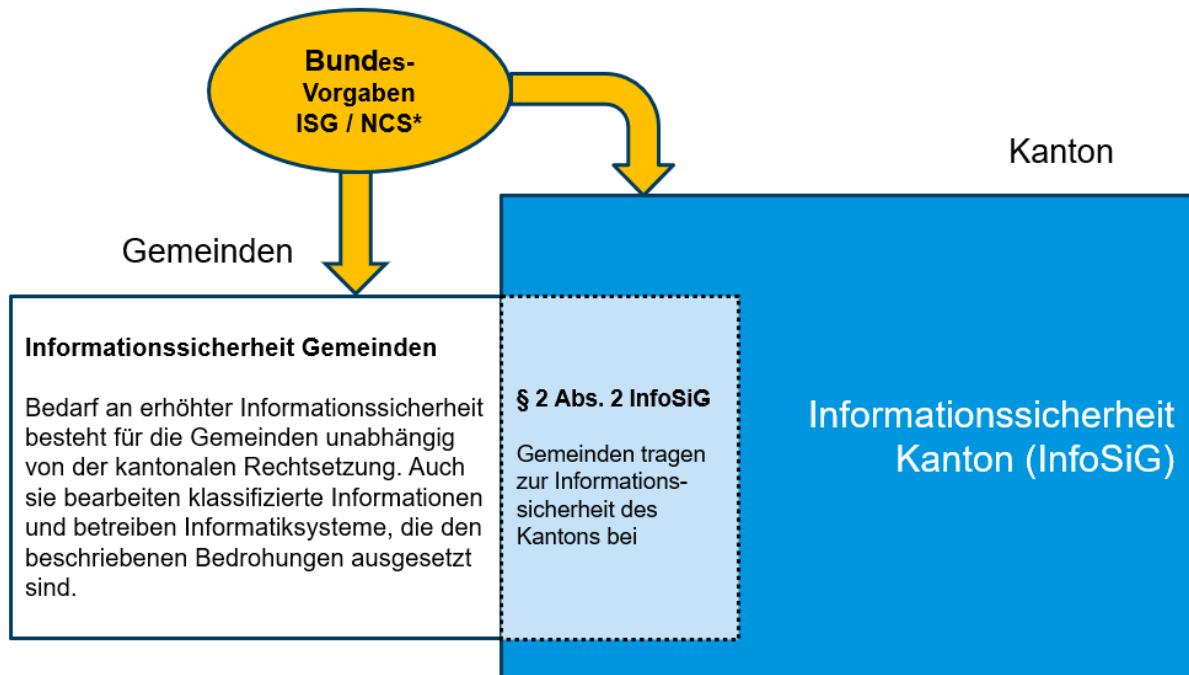 Bundes-
Vorgaben
ISG / NCS*
Kanton
Gemeinden
Informationssicherheit Gemeinden
Bedarf an erhöhter Informationssicherheit
besteht für die Gemeinden unabhängig
von der kantonalen Rechtsetzung. Auch
sie bearbeiten klassifizierte Informationen
und betreiben Informatiksysteme, die den
beschriebenen Bedrohungen ausgesetzt
sind.
§ 2 Abs. 2 InfoSiG
Gemeinden tragen
zur Informations-
sicherheit des
Kantons bei
Informationssicherheit
Kanton (InfoSiG)